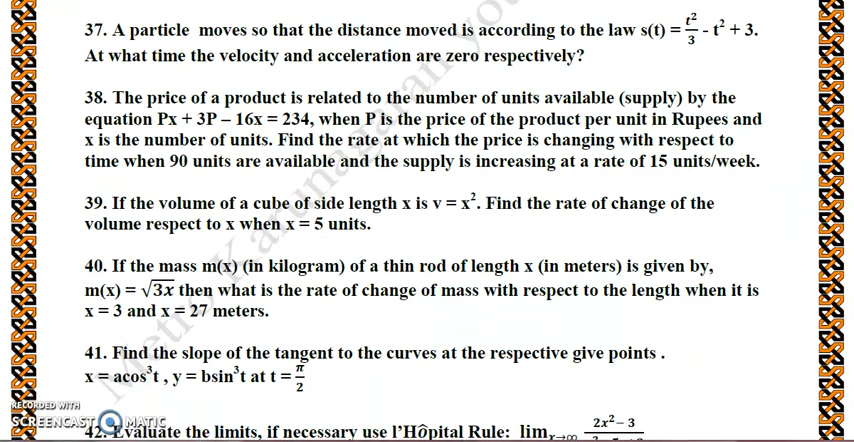 37. A particle moves so that the distance moved is according to the law s(t) = t²/3 - t² + 3.
At what time the velocity and acceleration are zero respectively?
38. The price of a product is related to the number of units available (supply) by the
equation Px + 3P – 16x = 234, when P is the price of the product per unit in Rupees and
x is the number of units. Find the rate at which the price is changing with respect to
time when 90 units are available and the supply is increasing at a rate of 15 units/week.
39. If the volume of a cube of side length x is v = x². Find the rate of change of the
volume respect to x when x = 5 units.
40. If the mass m(x) (in kilogram) of a thin rod of length x (in meters) is given by,
m(x) = √3x then what is the rate of change of mass with respect to the length when it is
x = 3 and x = 27 meters.
41. Find the slope of the tangent to the curves at the respective give points .
x = acos³t , y = bsin³t at t = π/2
RECORDED WITH
SCREENCAST MATIC
42. Evaluate the limits, if necessary use l'Hôpital Rule: lim x→∞ 2x² – 3
Metro Karunagaran